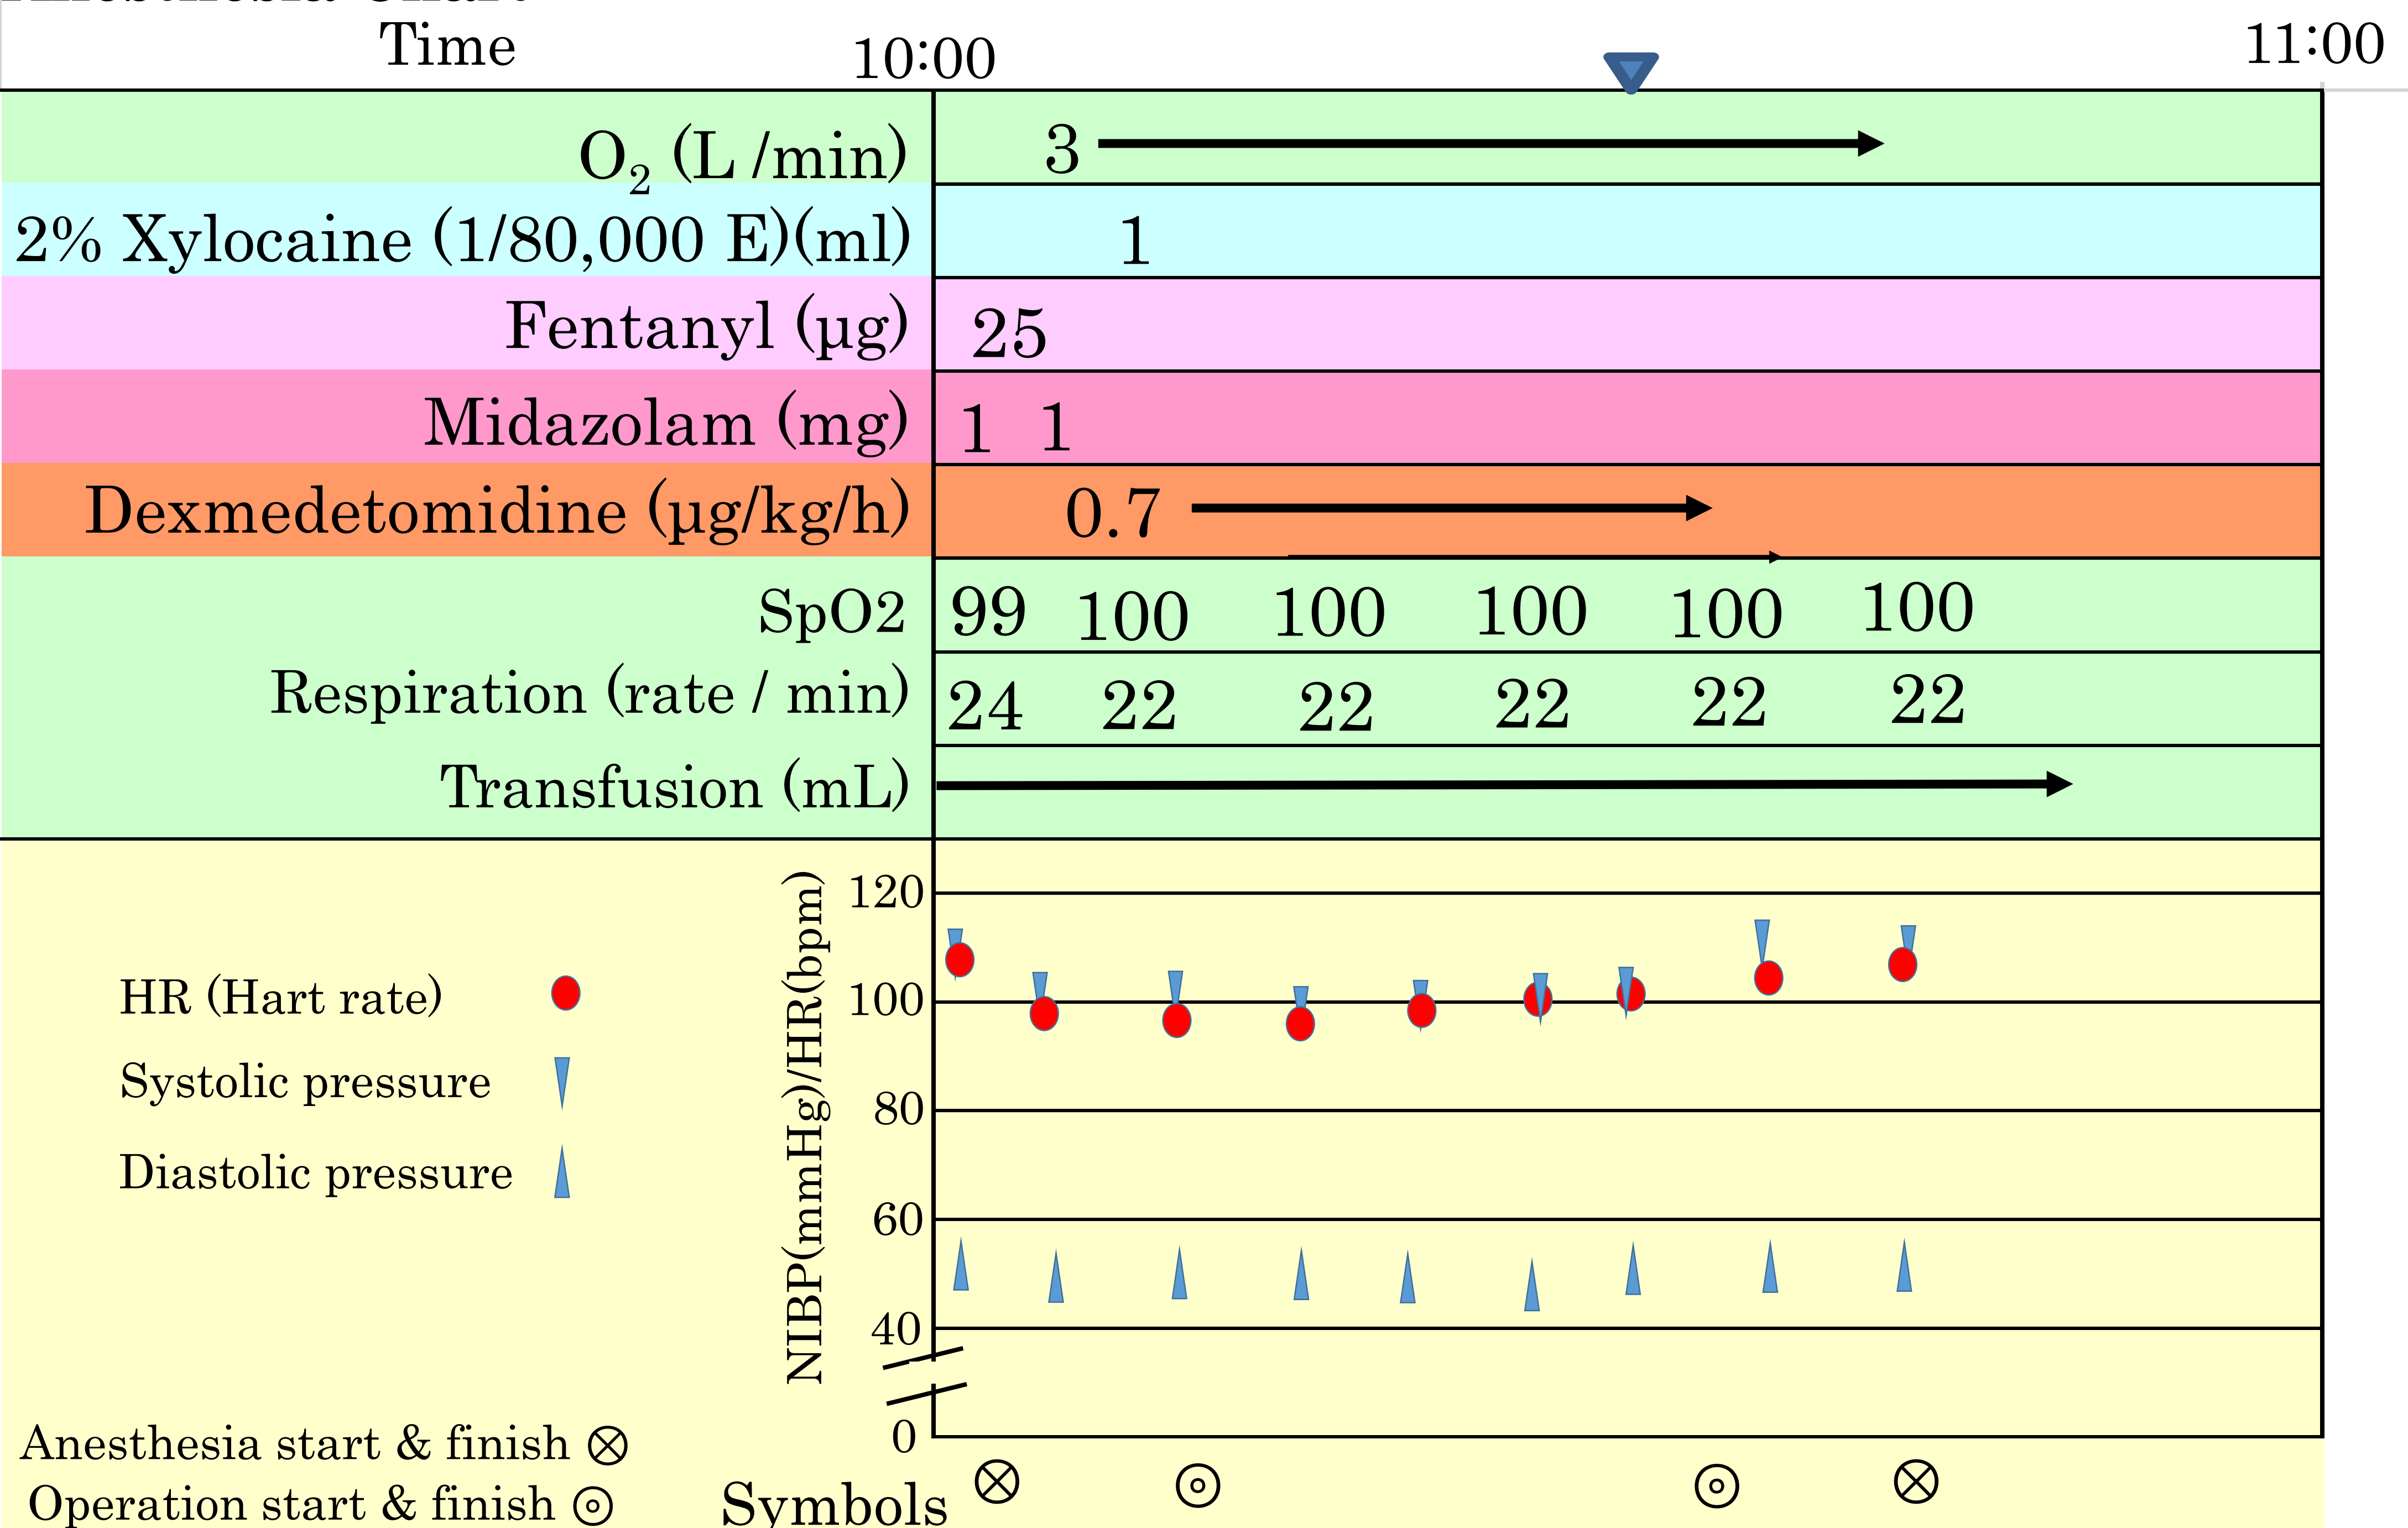 Time 10:00 11:00
O₂ (L /min) 3
2% Xylocaine (1/80,000 E)(ml) 1
Fentanyl (µg) 25
Midazolam (mg) 1 1
Dexmedetomidine (µg/kg/h) 0.7
SpO2 99 100 100 100 100 100
Respiration (rate / min) 24 22 22 22 22 22
Transfusion (mL)
NIBP(mmHg)/HR(bpm)
120
100
80
60
40
0
HR (Hart rate)
Systolic pressure
Diastolic pressure
Anesthesia start & finish ⊗
Operation start & finish ⊙
Symbols ⊗ ⊙ ⊙ ⊗